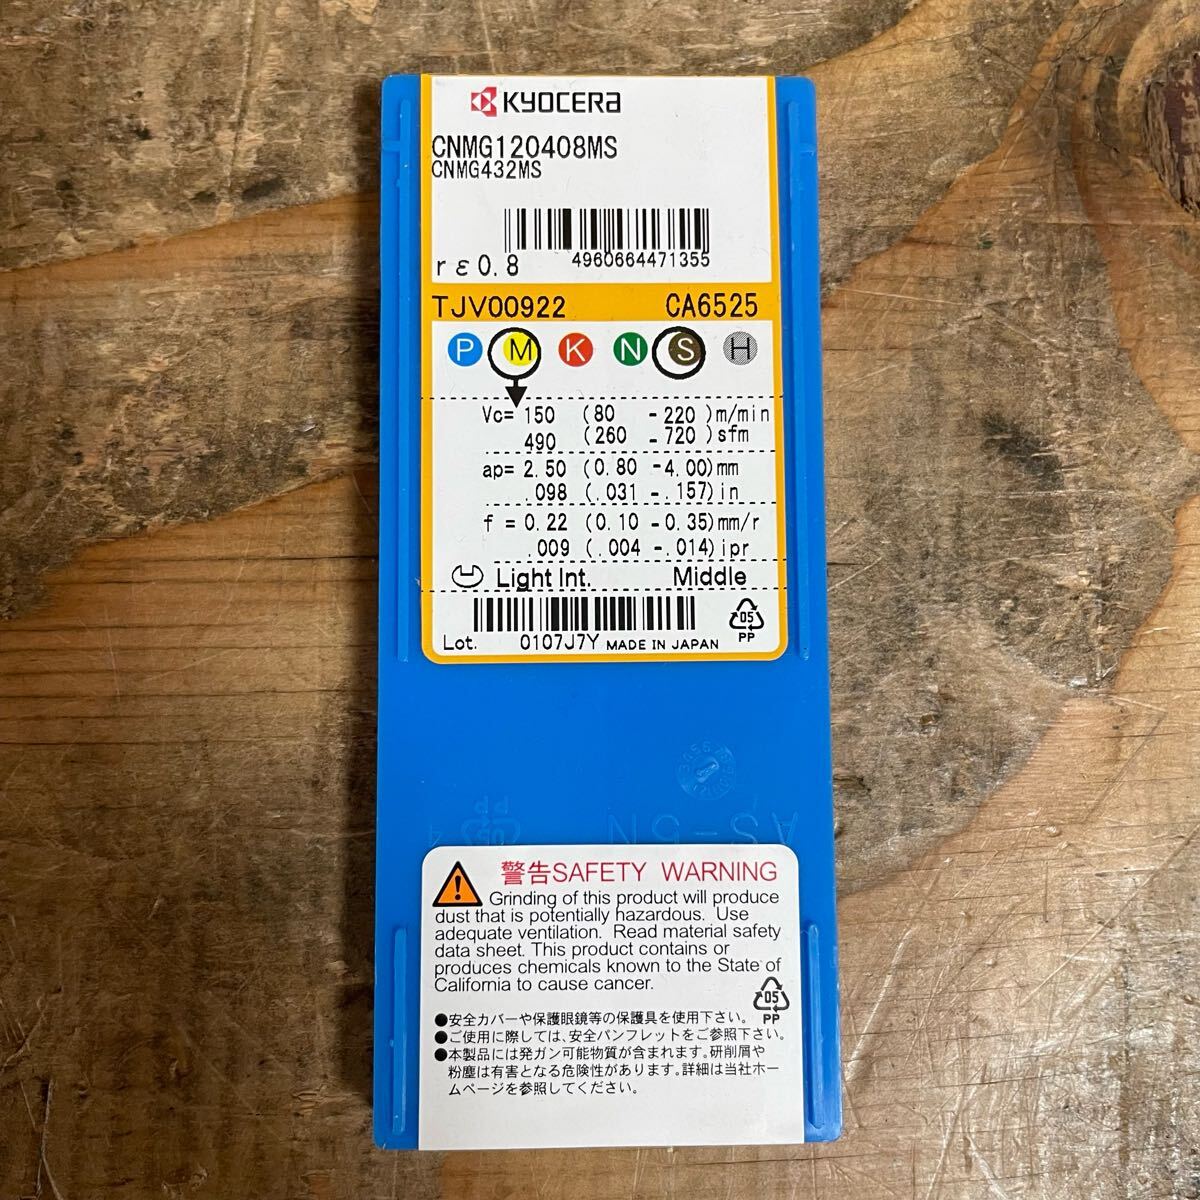 KYOCERA
CNMG120408MS
CNMG432MS
4960664471355
rε0.8
TJV00922 CA6525
P M K N S H
Vc= 150 (80 -220 )m/min
490 (260 -720 )sfm
ap= 2.50 (0.80 -4.00)mm
.098 (.031 -.157)in
f = 0.22 (0.10 -0.35)mm/r
.009 (.004 -.014)ipr
Light Int. Middle
05
PP
Lot. 0107J7Y MADE IN JAPAN
AS-5N
PP
4
警告SAFETY WARNING
Grinding of this product will produce
dust that is potentially hazardous. Use
adequate ventilation. Read material safety
data sheet. This product contains or
produces chemicals known to the State of
California to cause cancer.
05
PP
●安全カバーや保護眼鏡等の保護具を使用下さい。
●ご使用に際しては、安全パンフレットをご参照下さい。
●本製品には発ガン可能物質が含まれます。研削屑や
粉塵は有害となる危険性があります。詳細は当社ホー
ムページを参照してください。